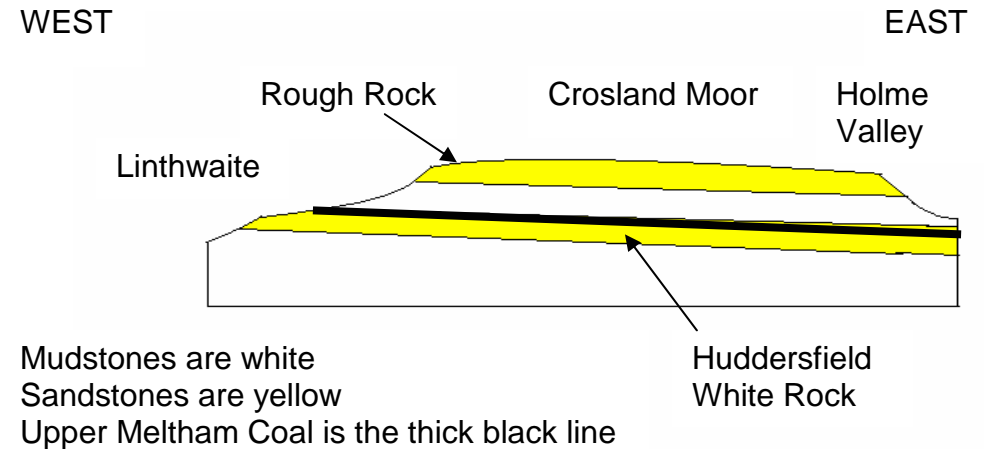 WEST
EAST
Rough Rock
Crosland Moor
Holme
Valley
Linthwaite
Mudstones are white
Sandstones are yellow
Upper Meltham Coal is the thick black line
Huddersfield
White Rock